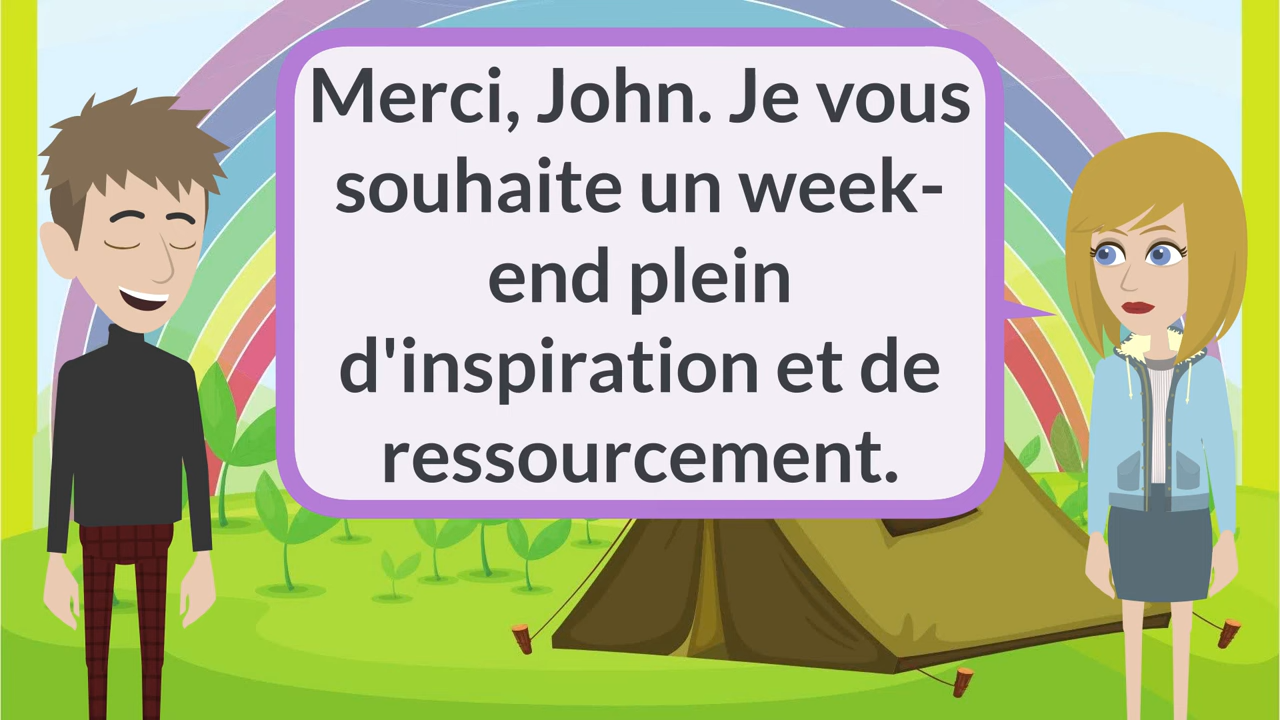 Merci, John. Je vous
souhaite un week-
end plein
d'inspiration et de
ressourcement.